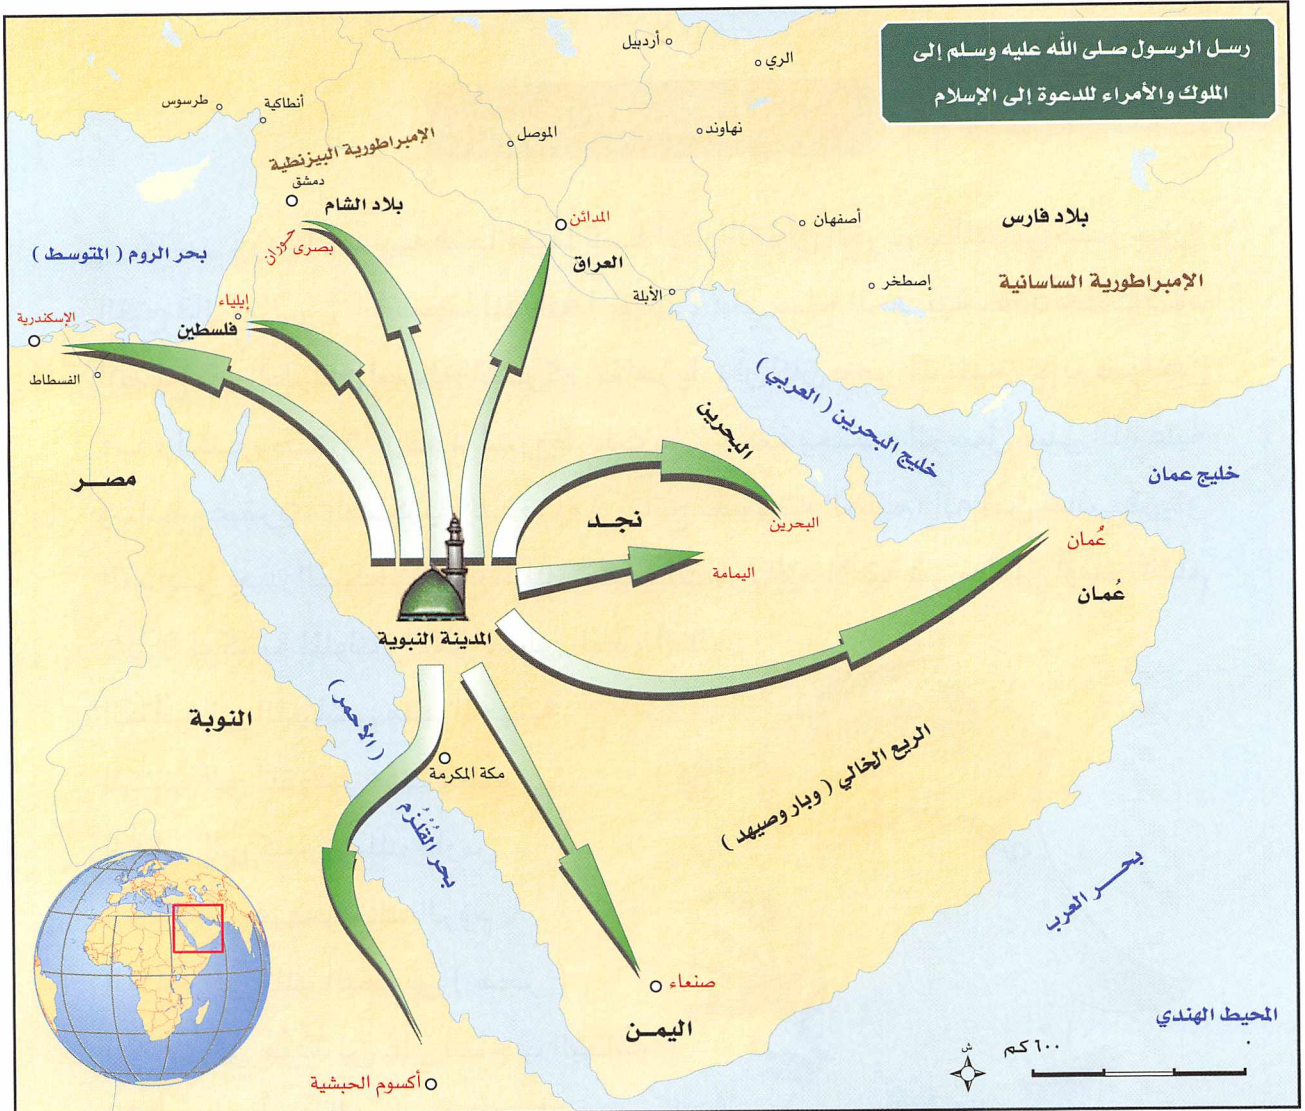 رسل الرسول صلى الله عليه وسلم إلى
الملوك والأمراء للدعوة إلى الإسلام
أردبيل
الري
طرسوس
أنطاكية
الإمبراطورية البيزنطية
الموصل
نهاوند
دمشق
بلاد الشام
المدائن
أصفهان
بلاد فارس
بصرى
حوران
بحر الروم ( المتوسط )
العراق
الأبلة
إصطخر
الإمبراطورية الساسانية
إيلياء
فلسطين
الإسكندرية
الفسطاط
خليج البحرين ( العربي )
البحرين
خليج عمان
مصر
نجد
البحرين
عُمان
اليمامة
عُمان
المدينة النبوية
النوبة
( الأحمر )
بحر القُلْزُم
مكة المكرمة
الربع الخالي ( وبار وصيهد )
بحر العرب
صنعاء
اليمن
المحيط الهندي
أكسوم الحبشية
ش
٦٠٠ كم
٠